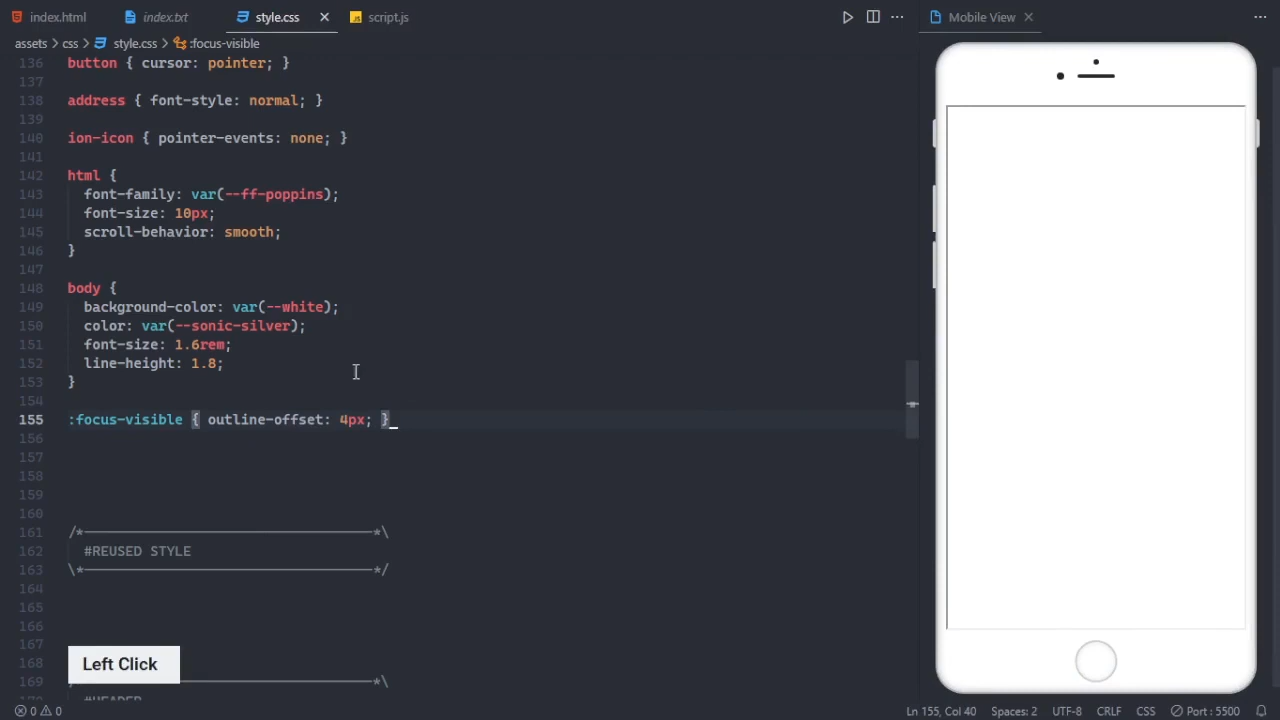 index.html index.txt style.css script.js Mobile View
assets > css > style.css > :focus-visible
136 button { cursor: pointer; }
137
138 address { font-style: normal; }
139
140 ion-icon { pointer-events: none; }
141
142 html {
143 font-family: var(--ff-poppins);
144 font-size: 10px;
145 scroll-behavior: smooth;
146 }
147
148 body {
149 background-color: var(--white);
150 color: var(--sonic-silver);
151 font-size: 1.6rem;
152 line-height: 1.8;
153 }
154
155 :focus-visible { outline-offset: 4px; }
156
157
158
159
160
161 /*-----------------------------------*\
162 #REUSED STYLE
163 \*-----------------------------------*/
164
165
166
167
168
169 /*-----------------------------------*\
170 #HEADER
Left Click
0 0 Ln 155, Col 40 Spaces: 2 UTF-8 CRLF CSS Port : 5500